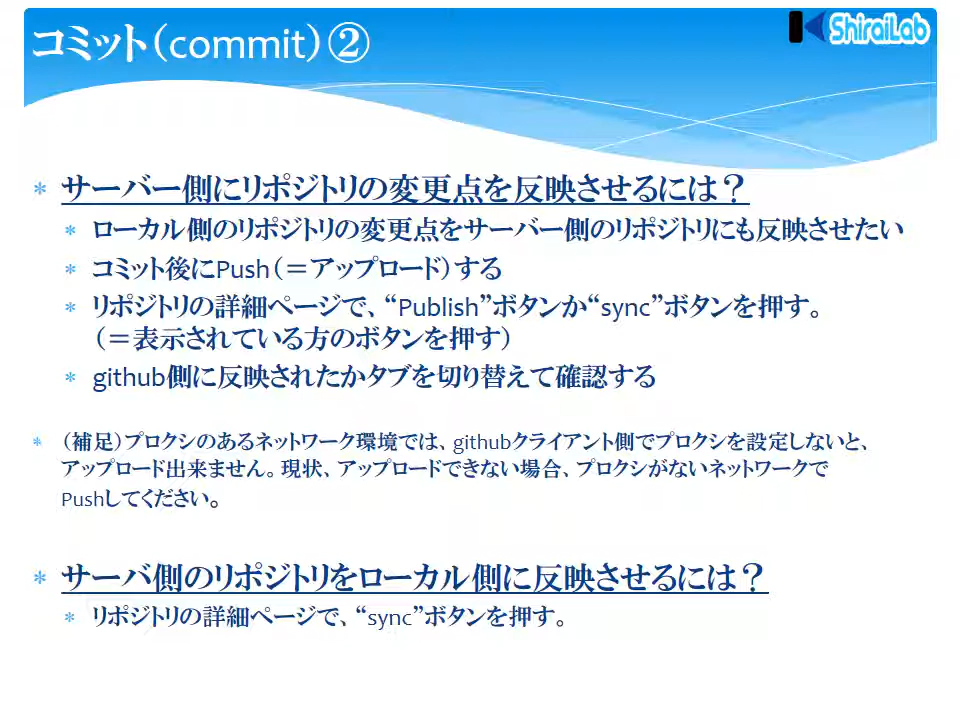 コミット（commit）②
ShiraiLab
* サーバー側にリポジトリの変更点を反映させるには？
* ローカル側のリポジトリの変更点をサーバー側のリポジトリにも反映させたい
* コミット後にPush（＝アップロード）する
* リポジトリの詳細ページで、“Publish”ボタンか“sync”ボタンを押す。
（＝表示されている方のボタンを押す）
* github側に反映されたかタブを切り替えて確認する
* （補足）プロクシのあるネットワーク環境では、githubクライアント側でプロクシを設定しないと、
アップロード出来ません。現状、アップロードできない場合、プロクシがないネットワークで
Pushしてください。
* サーバ側のリポジトリをローカル側に反映させるには？
* リポジトリの詳細ページで、“sync”ボタンを押す。